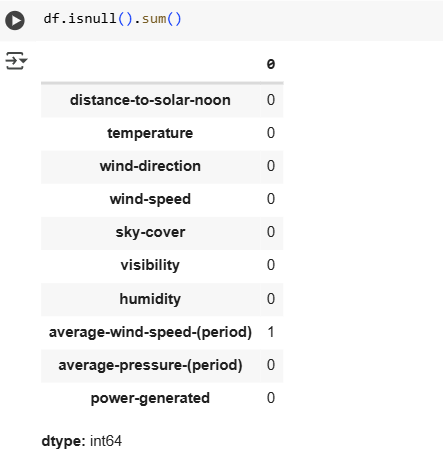 df.isnull().sum()
0
distance-to-solar-noon 0
temperature 0
wind-direction 0
wind-speed 0
sky-cover 0
visibility 0
humidity 0
average-wind-speed-(period) 1
average-pressure-(period) 0
power-generated 0
dtype: int64